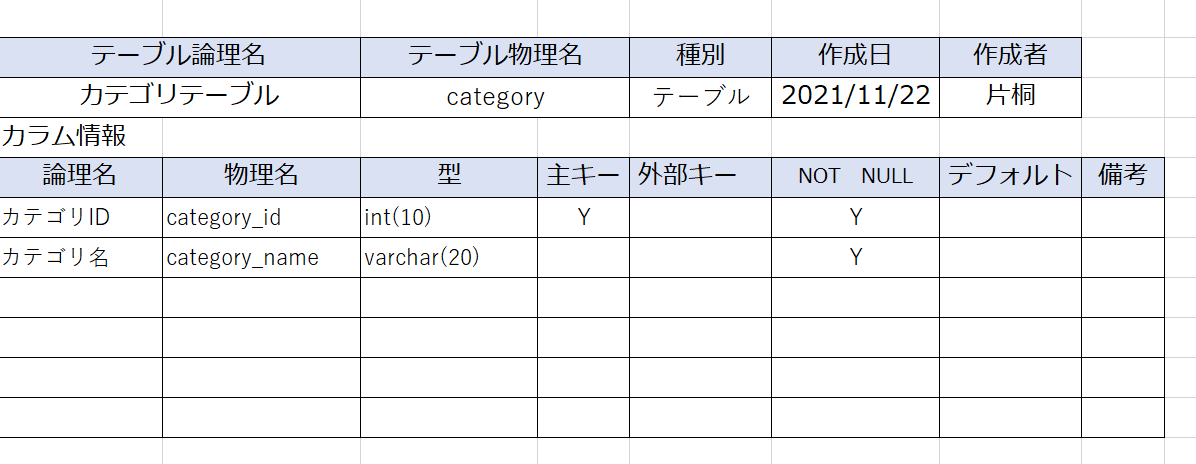 テーブル論理名 テーブル物理名 種別 作成日 作成者
カテゴリテーブル category テーブル 2021/11/22 片桐
カラム情報
論理名 物理名 型 主キー 外部キー NOT　NULL デフォルト 備考
カテゴリID category_id int(10) Y Y
カテゴリ名 category_name varchar(20) Y